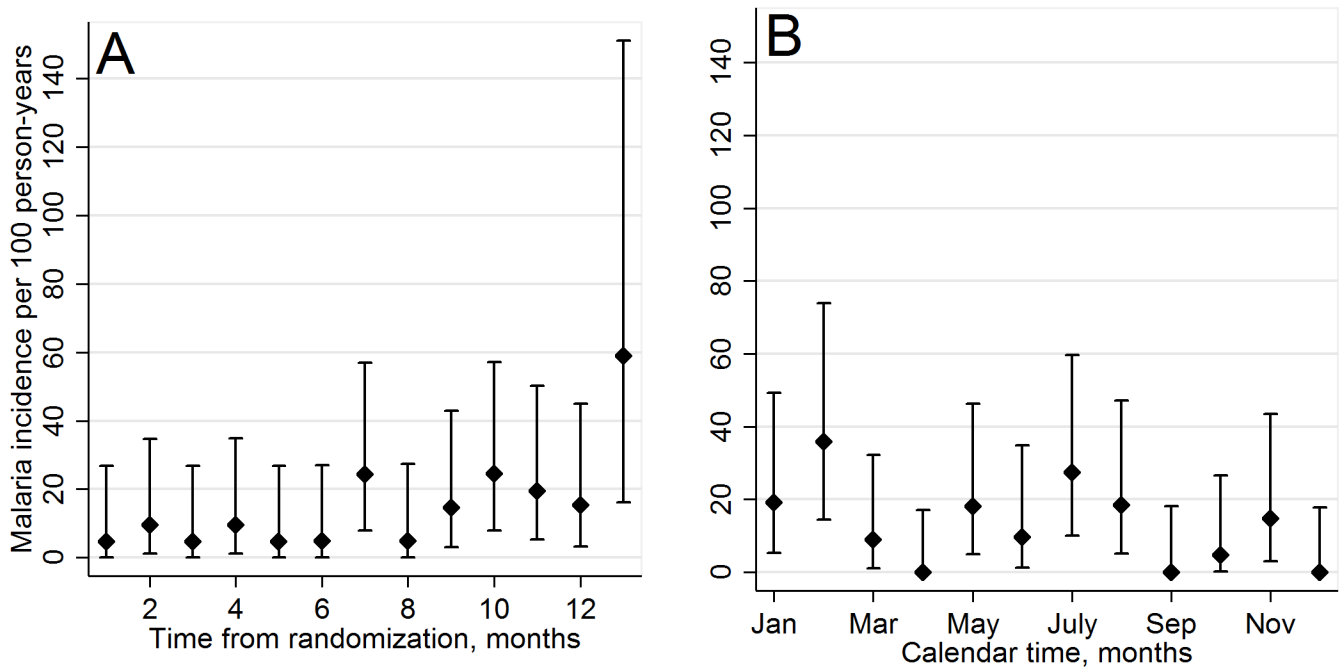 A
Malaria incidence per 100 person-years
0 20 40 60 80 100 120 140
2 4 6 8 10 12
Time from randomization, months
B
0 20 40 60 80 100 120 140
Jan Mar May July Sep Nov
Calendar time, months